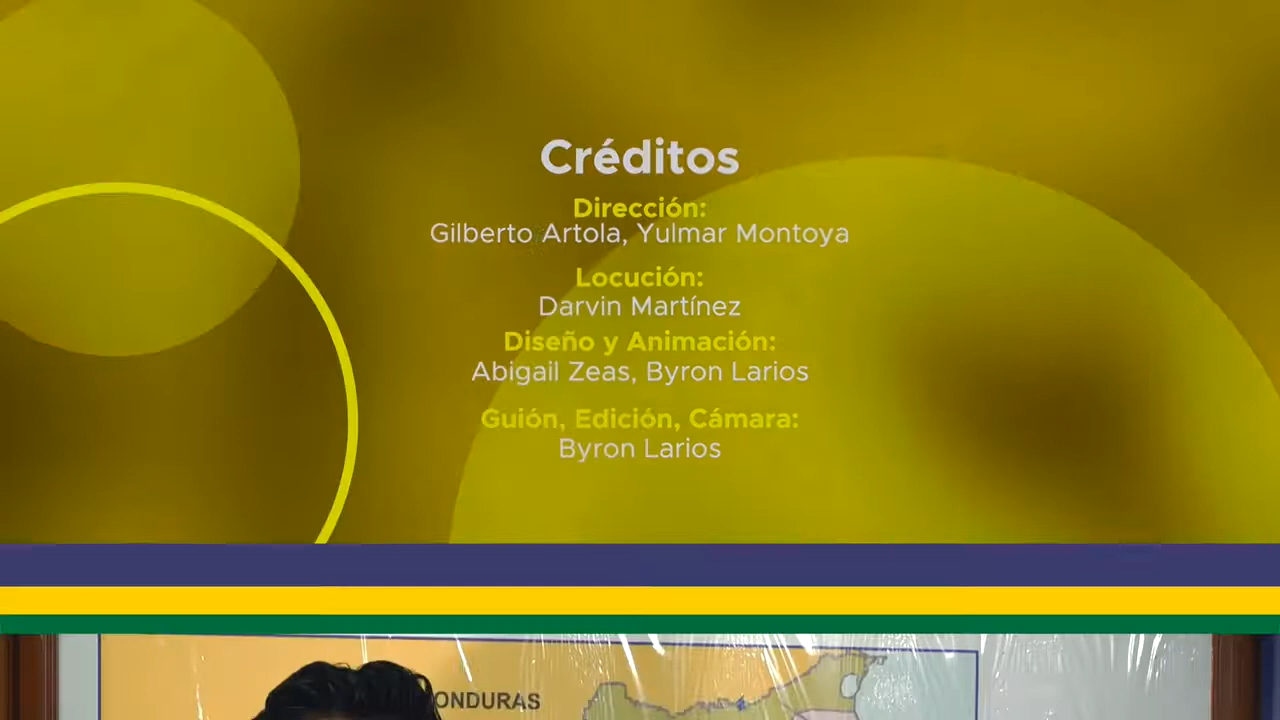 Créditos
Dirección:
Gilberto Artola, Yulmar Montoya
Locución:
Darvin Martínez
Diseño y Animación:
Abigail Zeas, Byron Larios
Guión, Edición, Cámara:
Byron Larios
ONDURAS